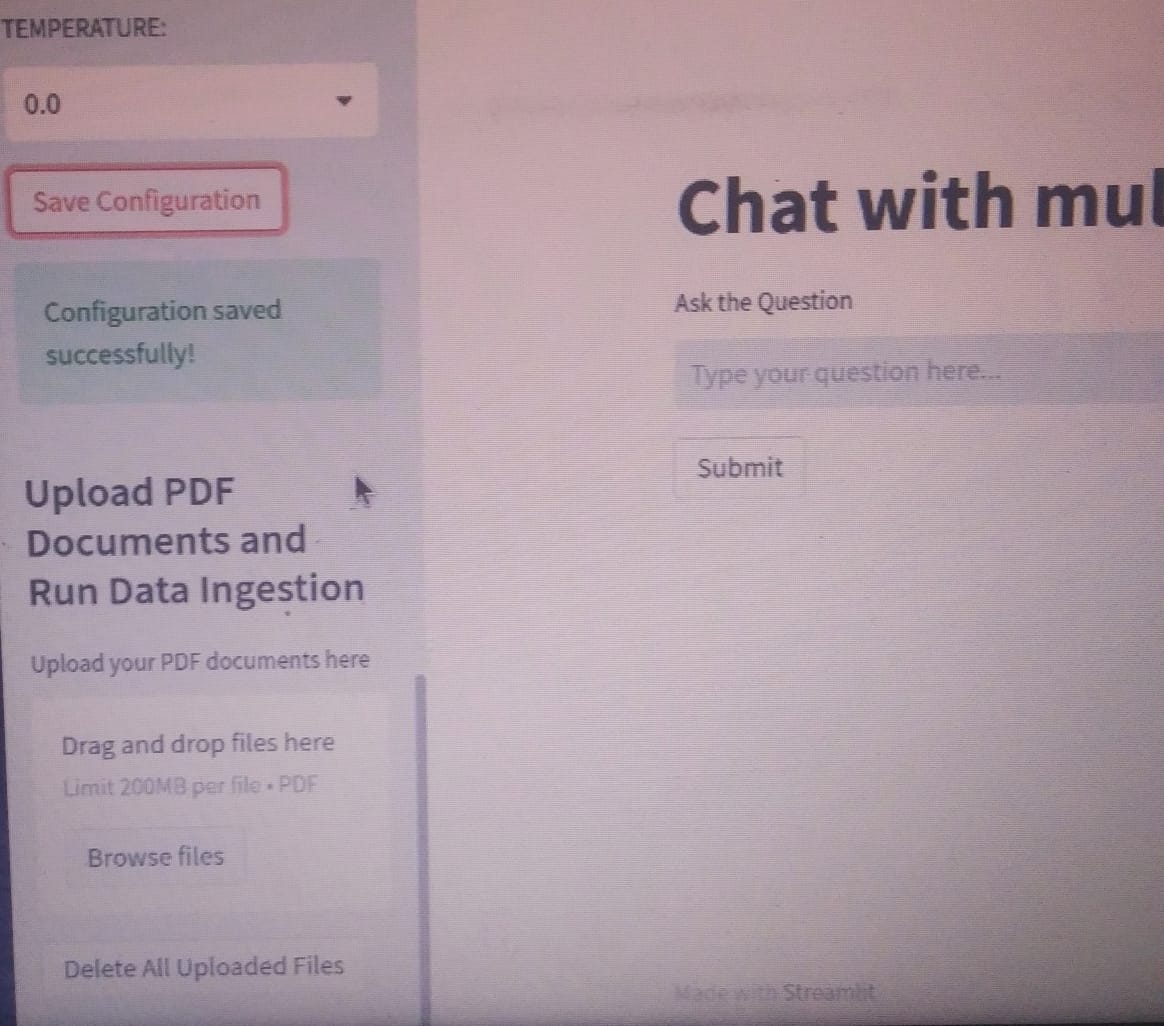 TEMPERATURE:
0.0
Save Configuration
Configuration saved
successfully!
Upload PDF
Documents and
Run Data Ingestion
Upload your PDF documents here
Drag and drop files here
Limit 200MB per file • PDF
Browse files
Delete All Uploaded Files
Chat with mul
Ask the Question
Type your question here...
Submit
Made with Streamlit